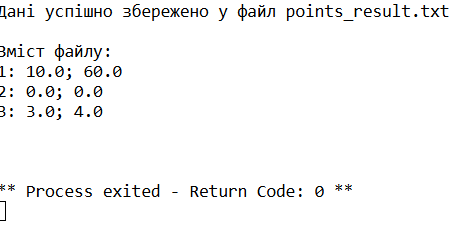 Дані успішно збережено у файл points_result.txt
Вміст файлу:
1: 10.0; 60.0
2: 0.0; 0.0
3: 3.0; 4.0
** Process exited - Return Code: 0 **